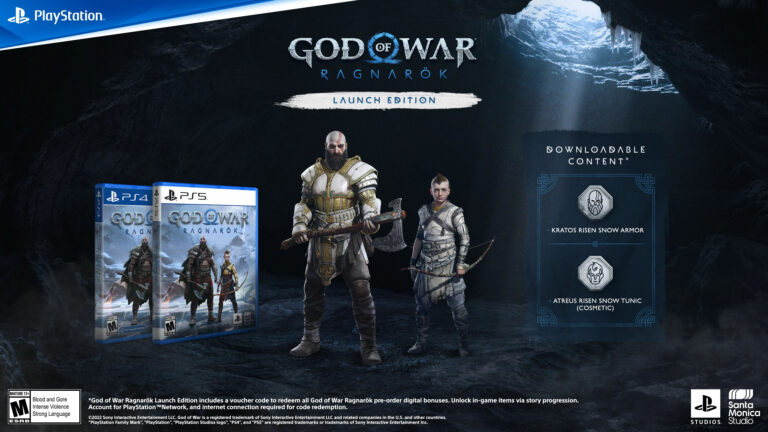 PlayStation.
GOD OF WAR
RAGNARÖK
LAUNCH EDITION
DOWNLOADABLE
CONTENT*
· KRATOS RISEN SNOW ARMOR
· ATREUS RISEN SNOW TUNIC
(COSMETIC)
PS4
PS5
GOD OF WAR
RAGNARÖK
GOD OF WAR
RAGNARÖK
M
M
MATURE 17+
M
ESRB
Blood and Gore
Intense Violence
Strong Language
*God of War Ragnarök Launch Edition includes a voucher code to redeem all God of War Ragnarök pre-order digital bonuses. Unlock in-game items via story progression.
Account for PlayStation™Network, and internet connection required for code redemption.
©2022 Sony Interactive Entertainment LLC. God of War is a registered trademark of Sony Interactive Entertainment LLC and related companies in the U.S. and other countries.
"PlayStation Family Mark", "PlayStation", "PlayStation Studios logo", "PS4", and "PS5" are registered trademarks or trademarks of Sony Interactive Entertainment Inc.
PlayStation
STUDIOS
Santa
Monica
Studio